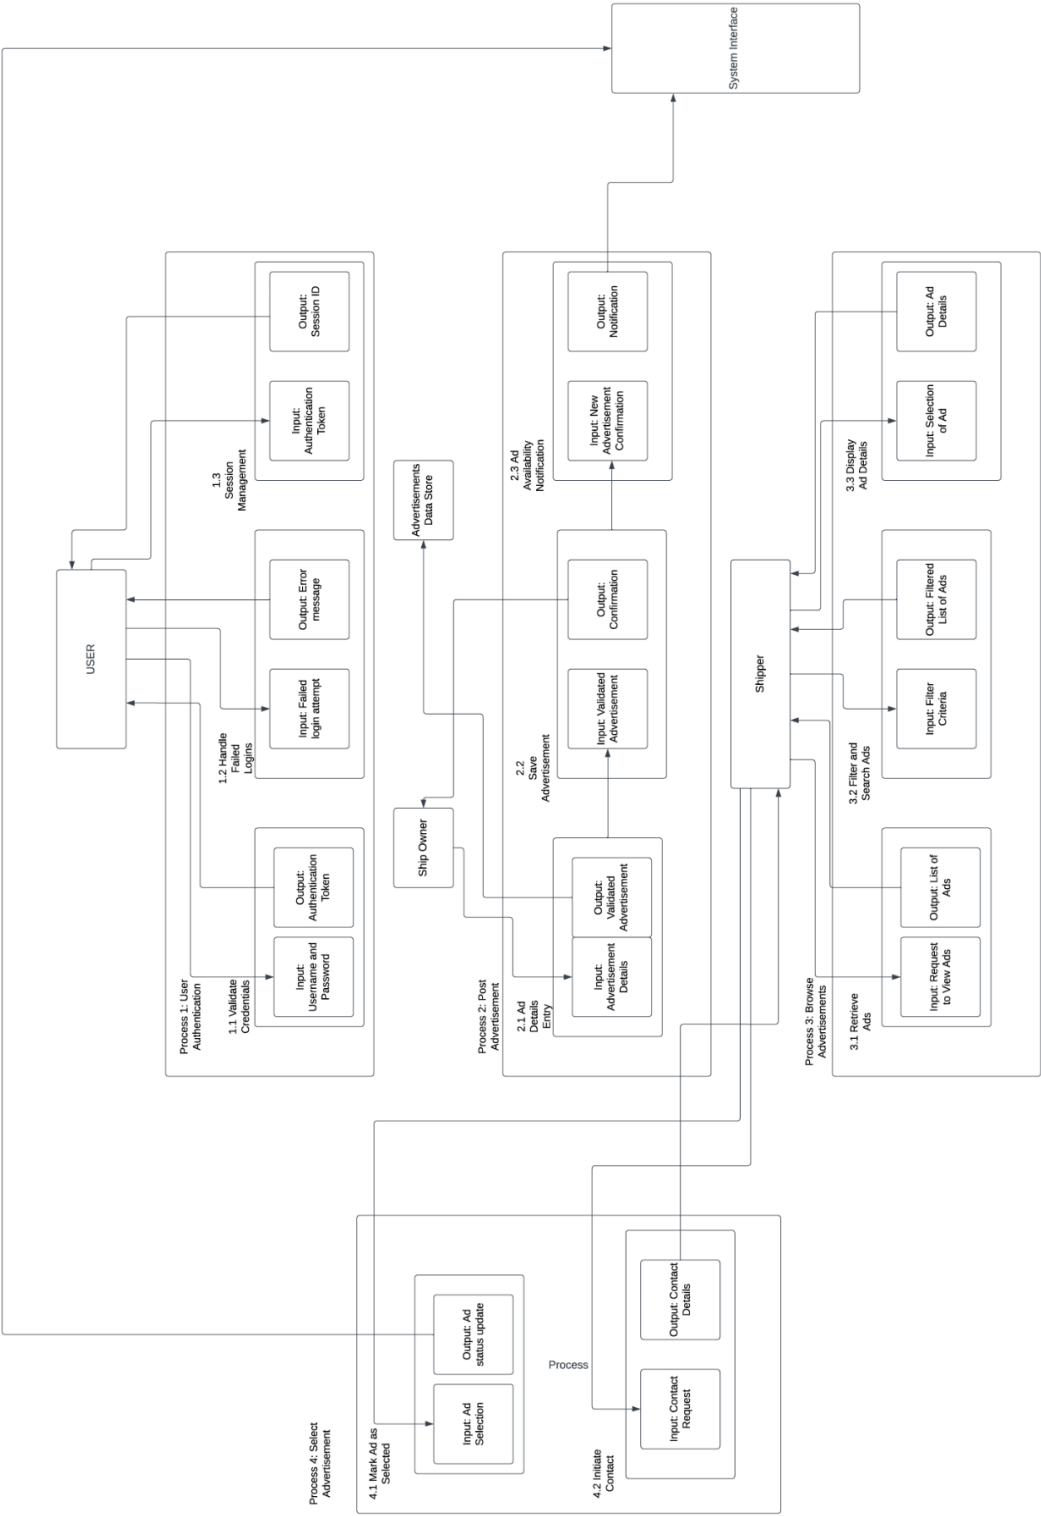 System Interface
USER
Process 1: User
Authentication
1.1 Validate
Credentials
Input:
Username and
Password
Output:
Authentication
Token
1.2 Handle
Failed
Logins
Input: Failed
login attempt
Output: Error
message
1.3
Session
Management
Input:
Authentication
Token
Output:
Session ID
Ship Owner
Advertisements
Data Store
Process 2: Post
Advertisement
2.1 Ad
Details
Entry
Input:
Advertisement
Details
Output:
Validated
Advertisement
2.2
Save
Advertisement
Input: Validated
Advertisement
Output:
Confirmation
2.3 Ad
Availability
Notification
Input: New
Advertisement
Confirmation
Output:
Notification
Shipper
Process 3: Browse
Advertisements
3.1 Retrieve
Ads
Input: Request
to View Ads
Output: List of
Ads
3.2 Filter and
Search Ads
Input: Filter
Criteria
Output: Filtered
List of Ads
3.3 Display
Ad Details
Input: Selection
of Ad
Output: Ad
Details
Process 4: Select
Advertisement
4.1 Mark Ad as
Selected
Input: Ad
Selection
Output: Ad
status update
Process
4.2 Initiate
Contact
Input: Contact
Request
Output: Contact
Details